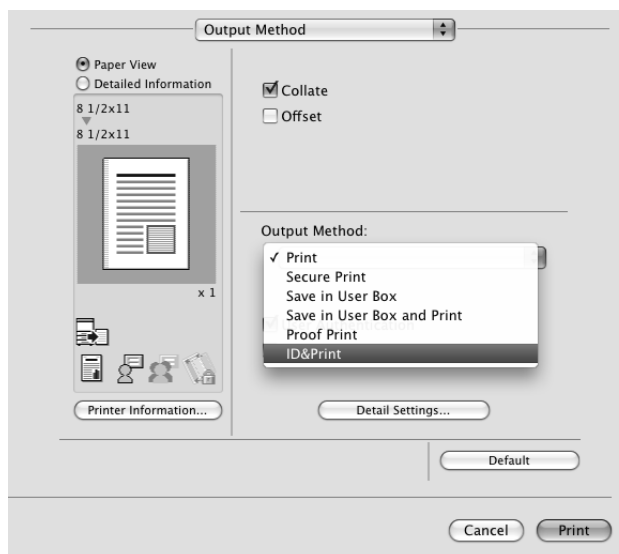 Output Method
Paper View
Detailed Information
8 1/2x11
8 1/2x11
x 1
Collate
Offset
Output Method:
✓ Print
Secure Print
Save in User Box
Save in User Box and Print
Proof Print
ID&Print
User Authentication
Printer Information...
Detail Settings...
Default
Cancel
Print